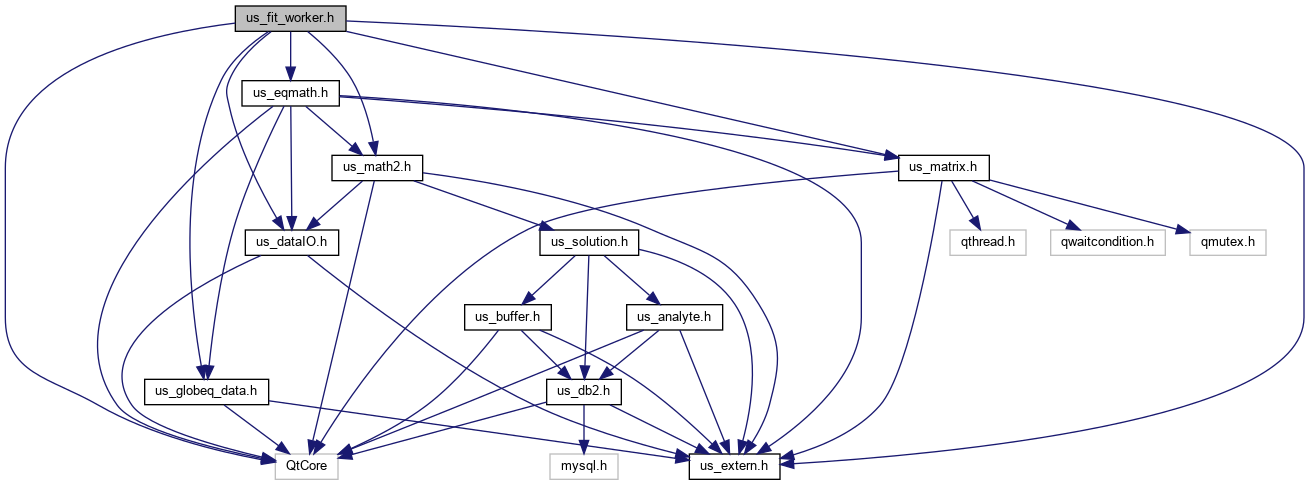 us_fit_worker.h
us_eqmath.h
us_math2.h
us_matrix.h
us_dataIO.h
us_solution.h
qthread.h
qwaitcondition.h
qmutex.h
us_buffer.h
us_analyte.h
us_globeq_data.h
us_db2.h
QtCore
mysql.h
us_extern.h